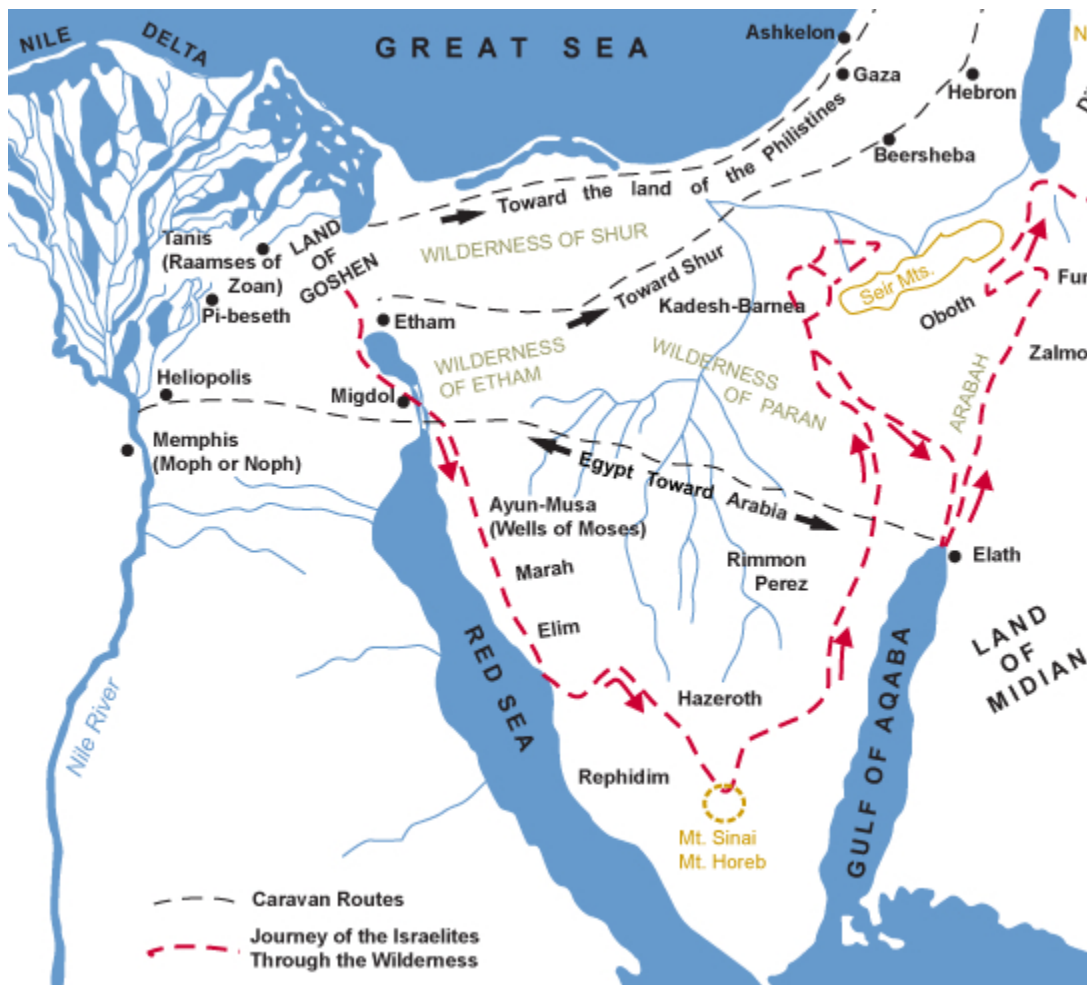 NILE DELTA
GREAT SEA
Ashkelon
Gaza
Hebron
Beersheba
Toward the land of the Philistines
Tanis
(Raamses of
Zoan)
LAND
OF
GOSHEN
WILDERNESS OF SHUR
Toward Shur
Pi-beseth
Etham
Kadesh-Barnea
Seir Mts.
Oboth
Fun
Zalmo
WILDERNESS
OF ETHAM
WILDERNESS
OF PARAN
ARABAH
Heliopolis
Migdol
Memphis
(Moph or Noph)
Egypt Toward Arabia
Ayun-Musa
(Wells of Moses)
Marah
Elim
Rimmon
Perez
Elath
LAND
OF
MIDIAN
RED SEA
Hazeroth
GULF OF AQABA
Nile River
Rephidim
Mt. Sinai
Mt. Horeb
Caravan Routes
Journey of the Israelites
Through the Wilderness